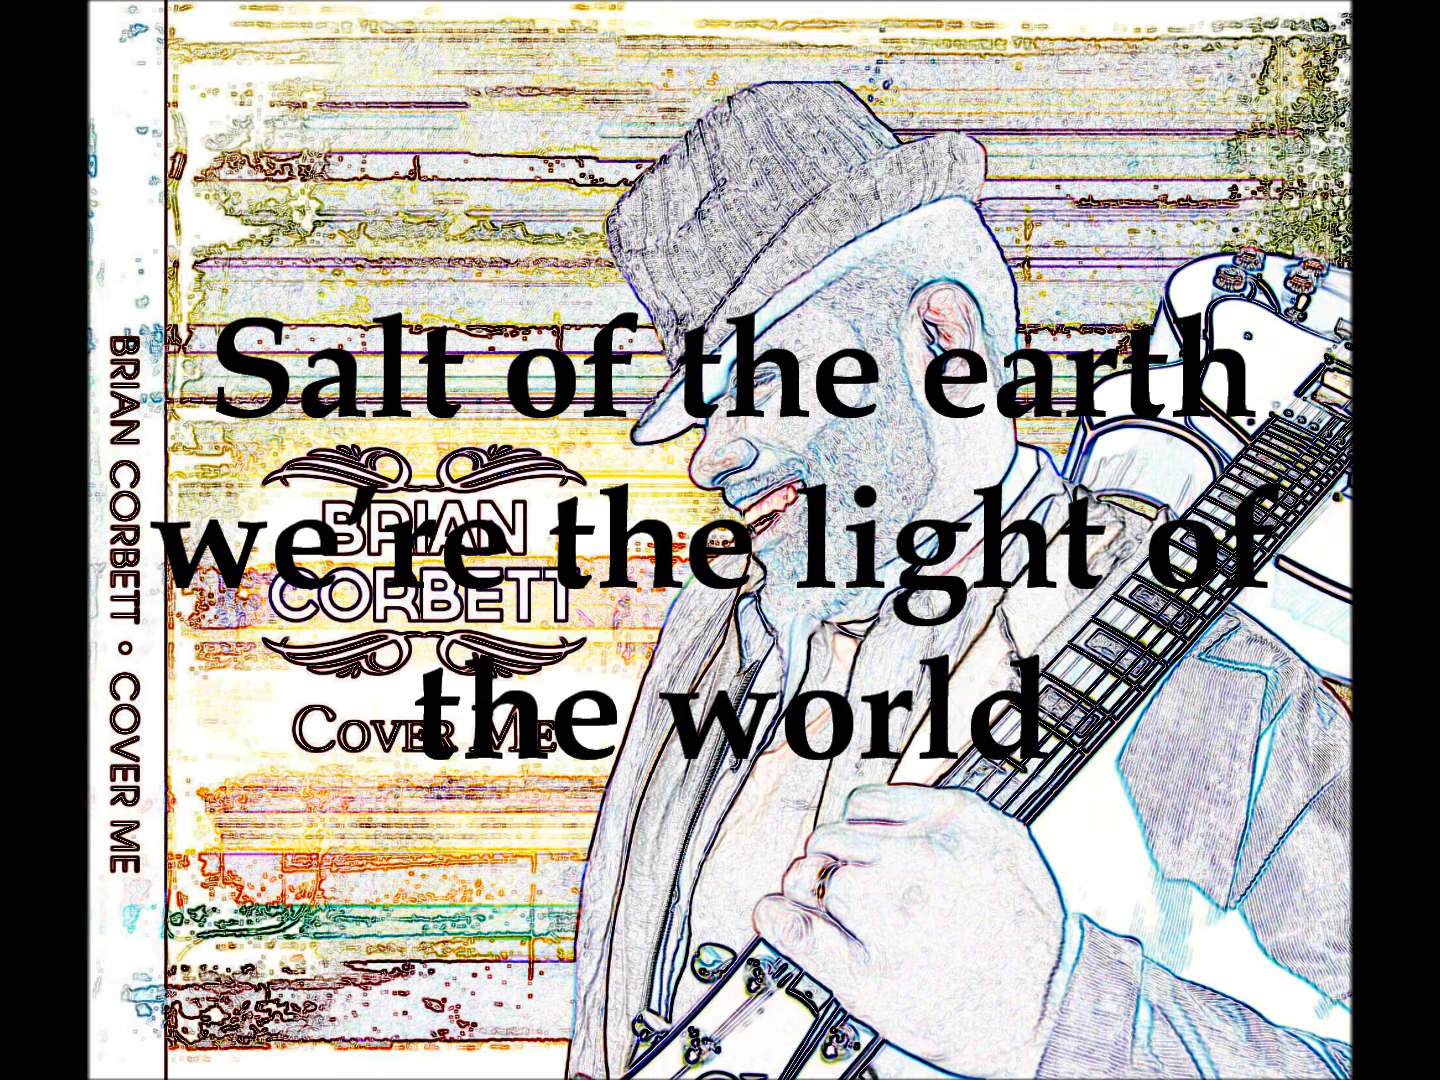 Salt of the earth
we're the light of
the world
BRIAN
CORBETT
COVER ME
BRIAN CORBETT • COVER ME